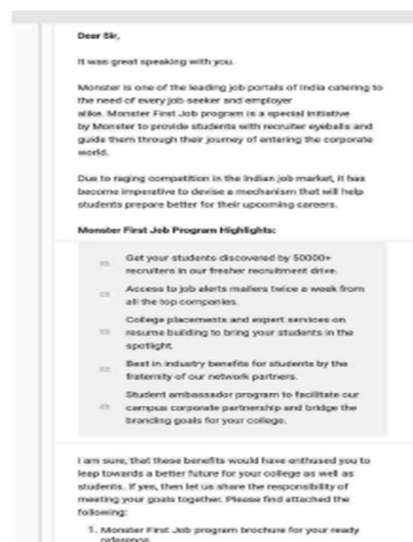 Dear Sir,
It was great speaking with you.
Monster is one of the leading job portals of India catering to
the need of every job seeker and employer
alike. Monster First Job program is a special initiative
by Monster to provide students with recruiter eyeballs and
guide them through their journey of entering the corporate
world.
Due to raging competition in the Indian job market, it has
become imperative to devise a mechanism that will help
students prepare better for their upcoming careers.
Monster First Job Program Highlights:
Get your students discovered by 50000+
recruiters in our fresher recruitment drive.
Access to job alerts mailers twice a week from
all the top companies.
College placements and expert services on
resume building to bring your students in the
spotlight.
Best in industry benefits for students by the
fraternity of our network partners.
Student ambassador program to facilitate our
campus corporate partnership and bridge the
branding goals for your college.
I am sure, that these benefits would have enthused you to
leap towards a better future for your college as well as
students. If yes, then let us share the responsibility of
meeting your goals together. Please find attached the
following:
1. Monster First Job program brochure for your ready
reference